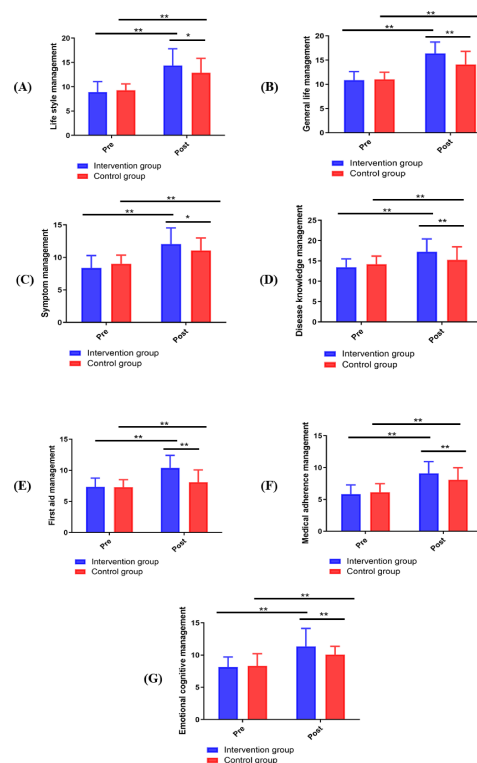 (A)
Life style management
25
20
15
10
5
0
**
**
*
Pre
Post
Intervention group
Control group
(B)
General life management
20
15
10
5
0
**
**
**
Pre
Post
Intervention group
Control group
(C)
Symptom management
15
10
5
0
**
**
*
Pre
Post
Intervention group
Control group
(D)
Disease knowledge management
25
20
15
10
5
0
**
**
**
Pre
Post
Intervention group
Control group
(E)
First aid management
15
10
5
0
**
**
**
Pre
Post
Intervention group
Control group
(F)
Medical adherence management
15
10
5
0
**
**
**
Pre
Post
Intervention group
Control group
(G)
Emotional cognitive management
15
10
5
0
**
**
**
Pre
Post
Intervention group
Control group